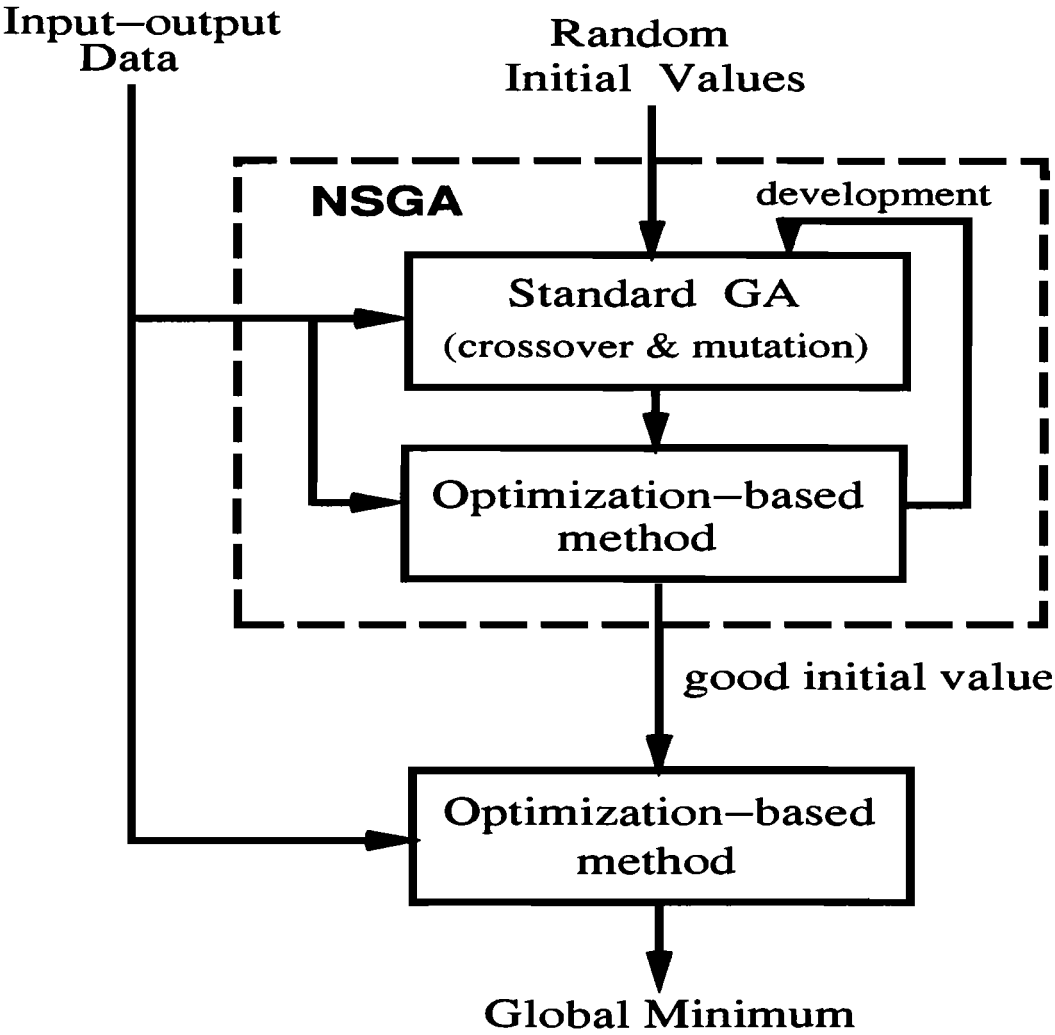 Input–output
Data
Random
Initial Values
NSGA
development
Standard GA
(crossover & mutation)
Optimization–based
method
good initial value
Optimization–based
method
Global Minimum